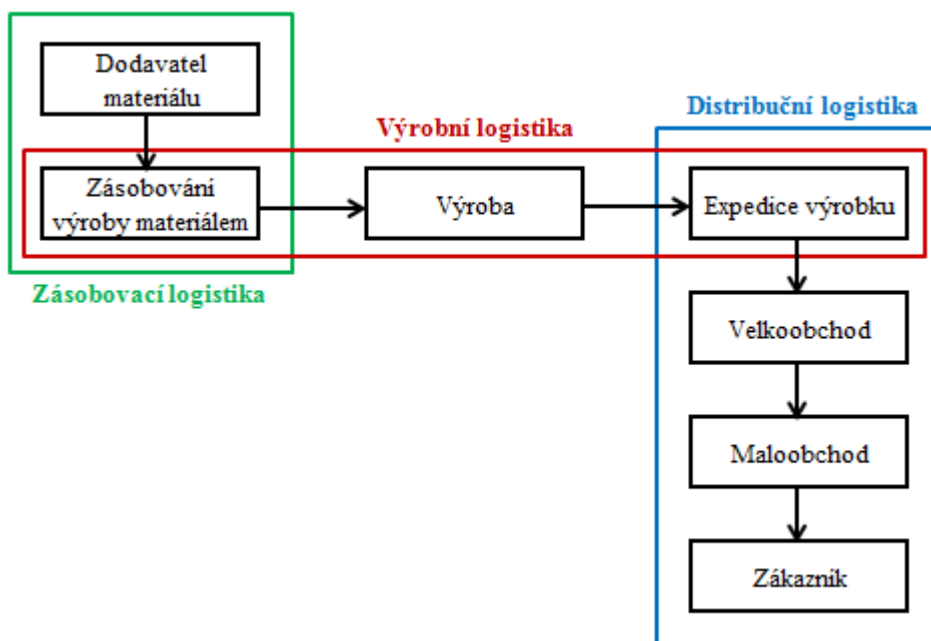 Dodavatel
materiálu
Distribuční logistika
Výrobní logistika
Zásobování
výroby materiálem
Výroba
Expedice výrobku
Zásobovací logistika
Velkoobchod
Maloobchod
Zákazník